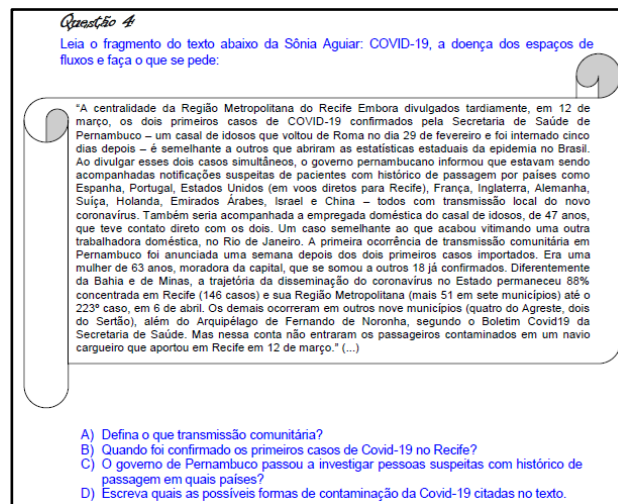 Questão 4
Leia o fragmento do texto abaixo da Sônia Aguiar: COVID-19, a doença dos espaços de
fluxos e faça o que se pede:
“A centralidade da Região Metropolitana do Recife Embora divulgados tardiamente, em 12 de
março, os dois primeiros casos de COVID-19 confirmados pela Secretaria de Saúde de
Pernambuco – um casal de idosos que voltou de Roma no dia 29 de fevereiro e foi internado cinco
dias depois – é semelhante a outros que abriram as estatísticas estaduais da epidemia no Brasil.
Ao divulgar esses dois casos simultâneos, o governo pernambucano informou que estavam sendo
acompanhadas notificações suspeitas de pacientes com histórico de passagem por países como
Espanha, Portugal, Estados Unidos (em voos diretos para Recife), França, Inglaterra, Alemanha,
Suíça, Holanda, Emirados Árabes, Israel e China – todos com transmissão local do novo
coronavírus. Também seria acompanhada a empregada doméstica do casal de idosos, de 47 anos,
que teve contato direto com os dois. Um caso semelhante ao que acabou vitimando uma outra
trabalhadora doméstica, no Rio de Janeiro. A primeira ocorrência de transmissão comunitária em
Pernambuco foi anunciada uma semana depois dos dois primeiros casos importados. Era uma
mulher de 63 anos, moradora da capital, que se somou a outros 18 já confirmados. Diferentemente
da Bahia e de Minas, a trajetória da disseminação do coronavírus no Estado permaneceu 88%
concentrada em Recife (146 casos) e sua Região Metropolitana (mais 51 em sete municípios) até o
223º caso, em 6 de abril. Os demais ocorreram em outros nove municípios (quatro do Agreste, dois
do Sertão), além do Arquipélago de Fernando de Noronha, segundo o Boletim Covid19 da
Secretaria de Saúde. Mas nessa conta não entraram os passageiros contaminados em um navio
cargueiro que aportou em Recife em 12 de março.” (...)
A) Defina o que transmissão comunitária?
B) Quando foi confirmado os primeiros casos de Covid-19 no Recife?
C) O governo de Pernambuco passou a investigar pessoas suspeitas com histórico de
passagem em quais países?
D) Escreva quais as possíveis formas de contaminação da Covid-19 citadas no texto.